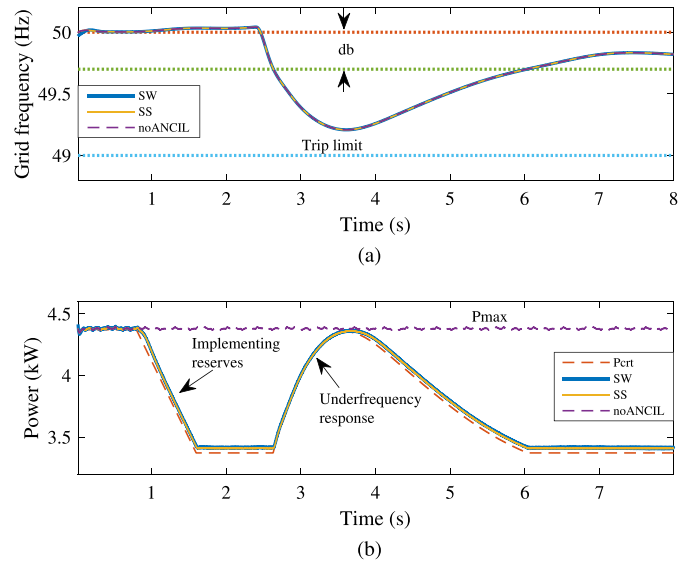 50
49.5
49
Grid frequency (Hz)
db
SW
SS
noANCIL
Trip limit
1 2 3 4 5 6 7 8
Time (s)
(a)
4.5
4
3.5
Power (kW)
Pmax
Implementing
reserves
Underfrequency
response
Pcrt
SW
SS
noANCIL
1 2 3 4 5 6 7
Time (s)
(b)